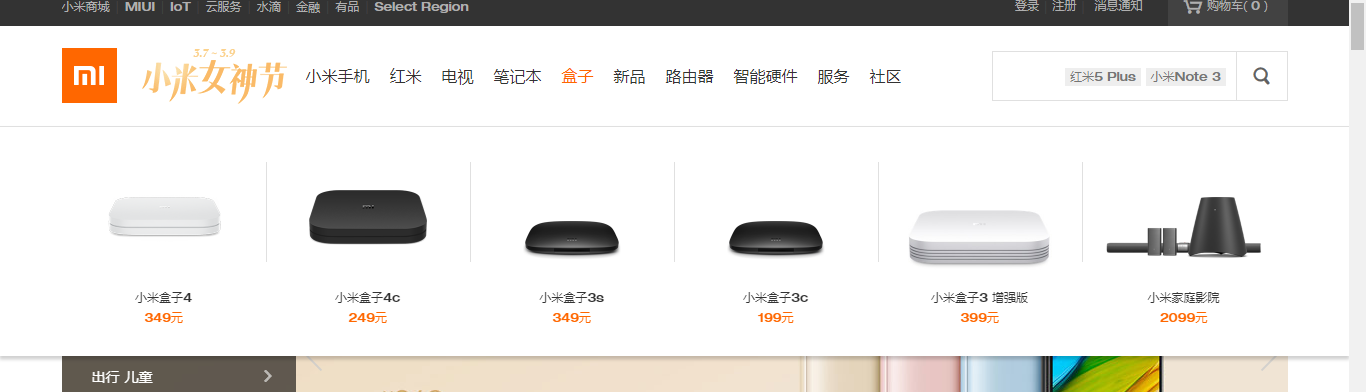 小米商城 MIUI IoT 云服务 水滴 金融 有品 Select Region 登录 注册 消息通知 购物车( 0 )
3.7 ~ 3.9
小米女神节 小米手机 红米 电视 笔记本 盒子 新品 路由器 智能硬件 服务 社区 红米5 Plus 小米Note 3
小米盒子4 小米盒子4c 小米盒子3s 小米盒子3c 小米盒子3 增强版 小米家庭影院
349元 249元 349元 199元 399元 2099元
出行 儿童